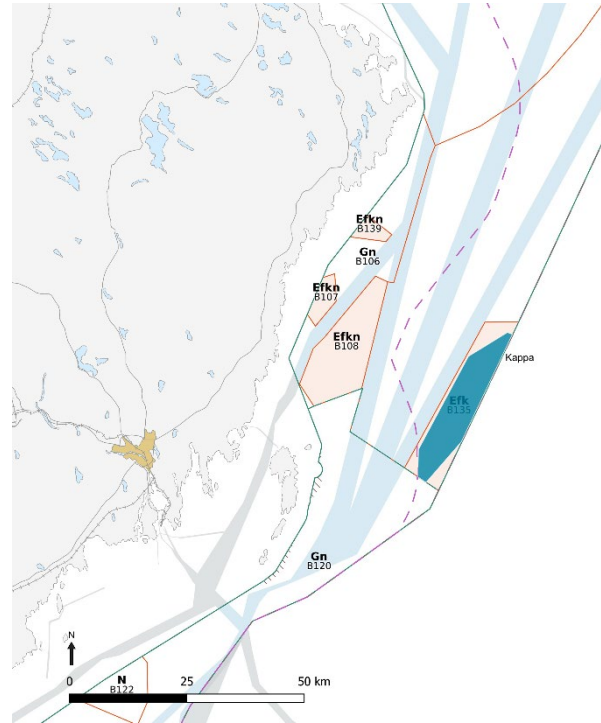 Efkn
B139
Gn
B106
Efkn
B107
Efkn
B108
Kappa
Efk
B135
Gn
B120
N
N
B122
0 25 50 km